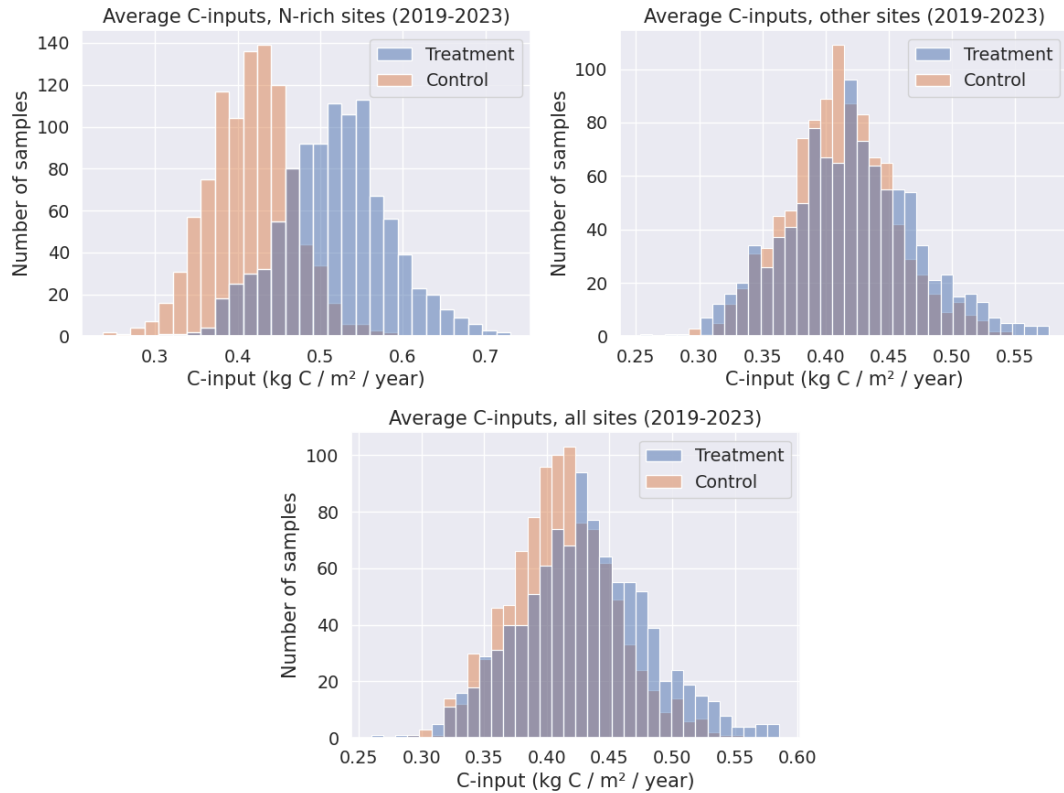 Average C-inputs, N-rich sites (2019-2023)
Treatment
Control
Number of samples
140
120
100
80
60
40
20
0
0.3 0.4 0.5 0.6 0.7
C-input (kg C / m² / year)
Average C-inputs, other sites (2019-2023)
Treatment
Control
Number of samples
100
80
60
40
20
0
0.25 0.30 0.35 0.40 0.45 0.50 0.55
C-input (kg C / m² / year)
Average C-inputs, all sites (2019-2023)
Treatment
Control
Number of samples
100
80
60
40
20
0
0.25 0.30 0.35 0.40 0.45 0.50 0.55 0.60
C-input (kg C / m² / year)